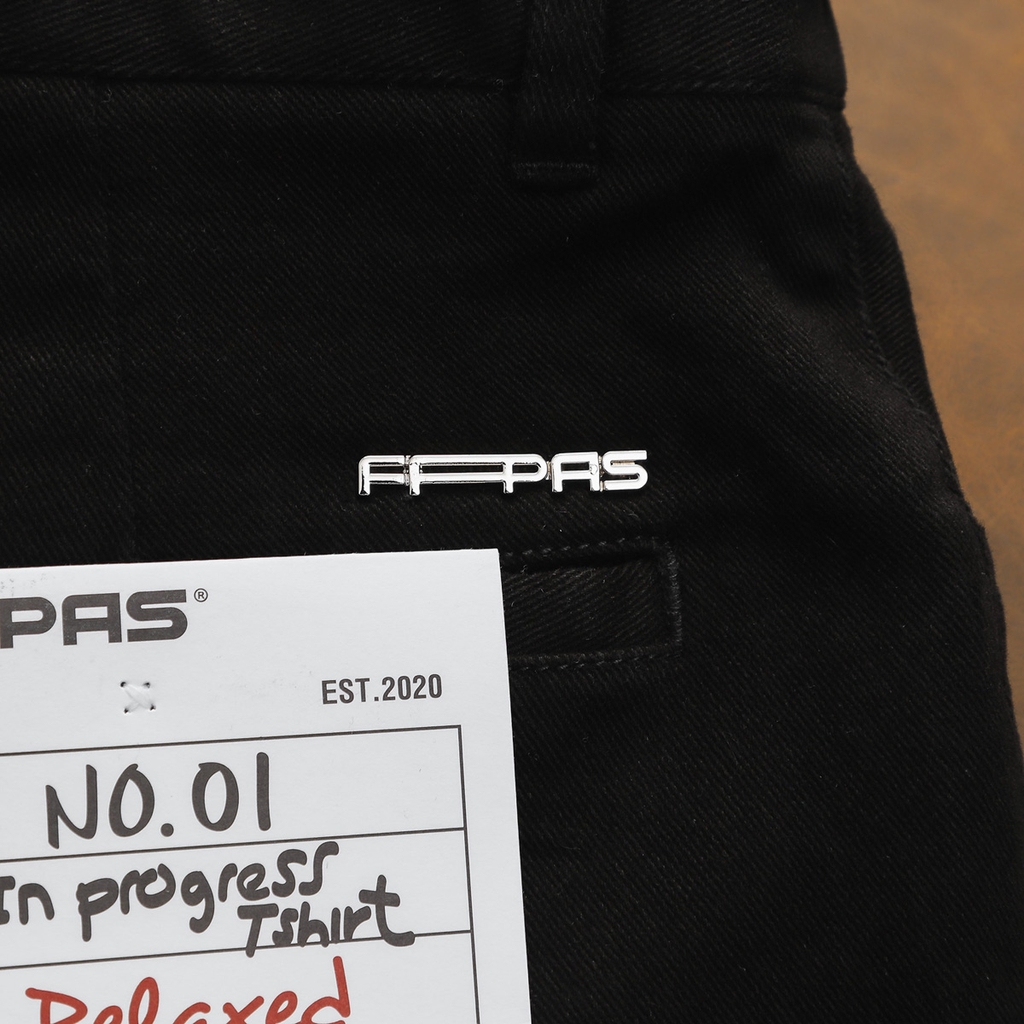 FFPAS
PAS®
EST.2020
NO.01
In progress
Tshirt
Relaxed